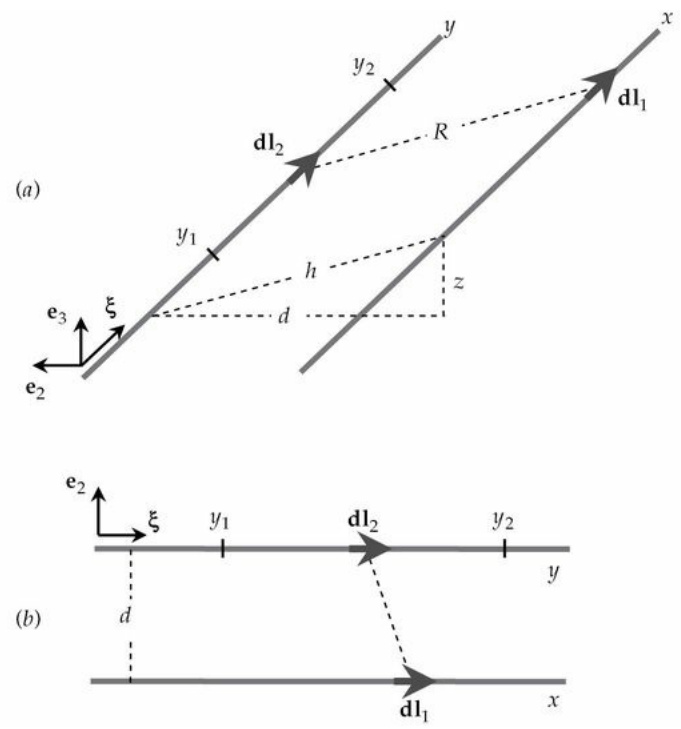 y
x
y₂
dl₁
dl₂
R
(a)
y₁
h
z
e₃
ξ
d
e₂
e₂
ξ
y₁
dl₂
y₂
y
d
(b)
x
dl₁